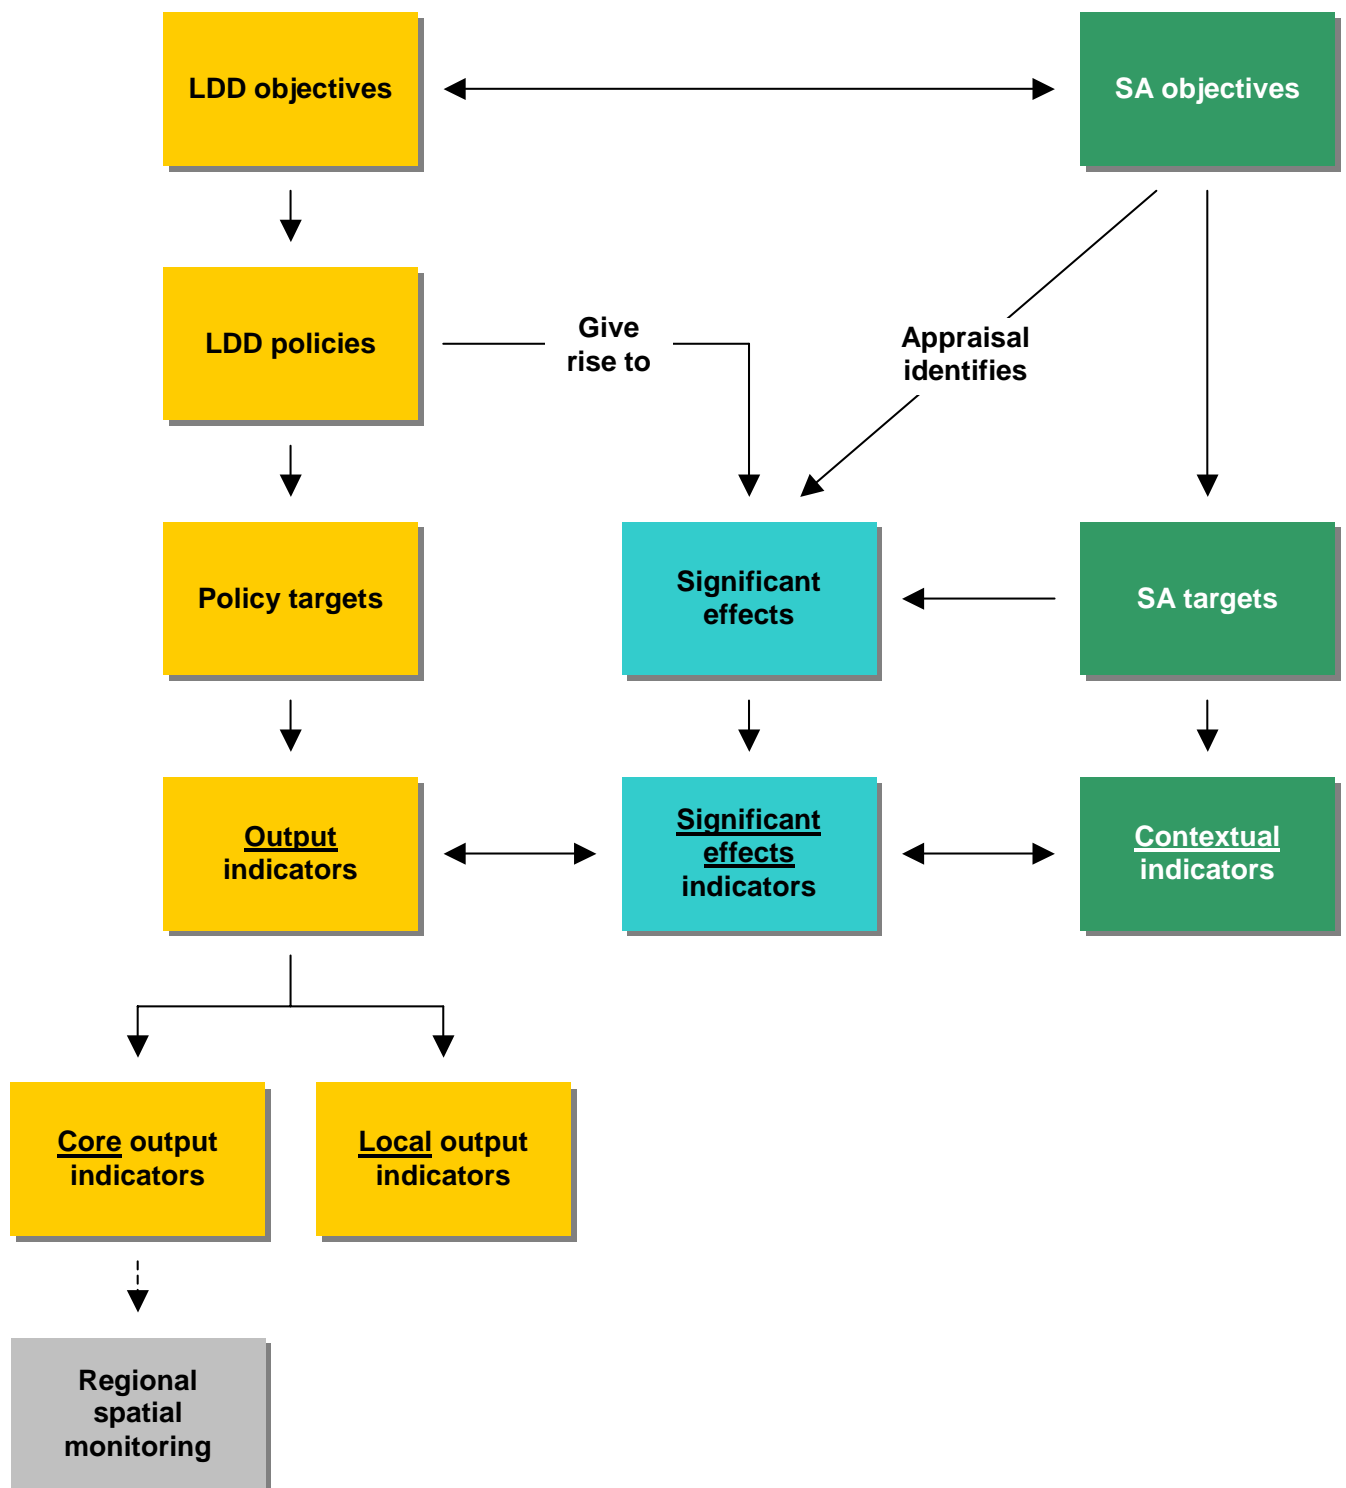 LDD objectives
SA objectives
LDD policies
Give
rise to
Appraisal
identifies
Policy targets
Significant
effects
SA targets
Output
indicators
Significant
effects
indicators
Contextual
indicators
Core output
indicators
Local output
indicators
Regional
spatial
monitoring